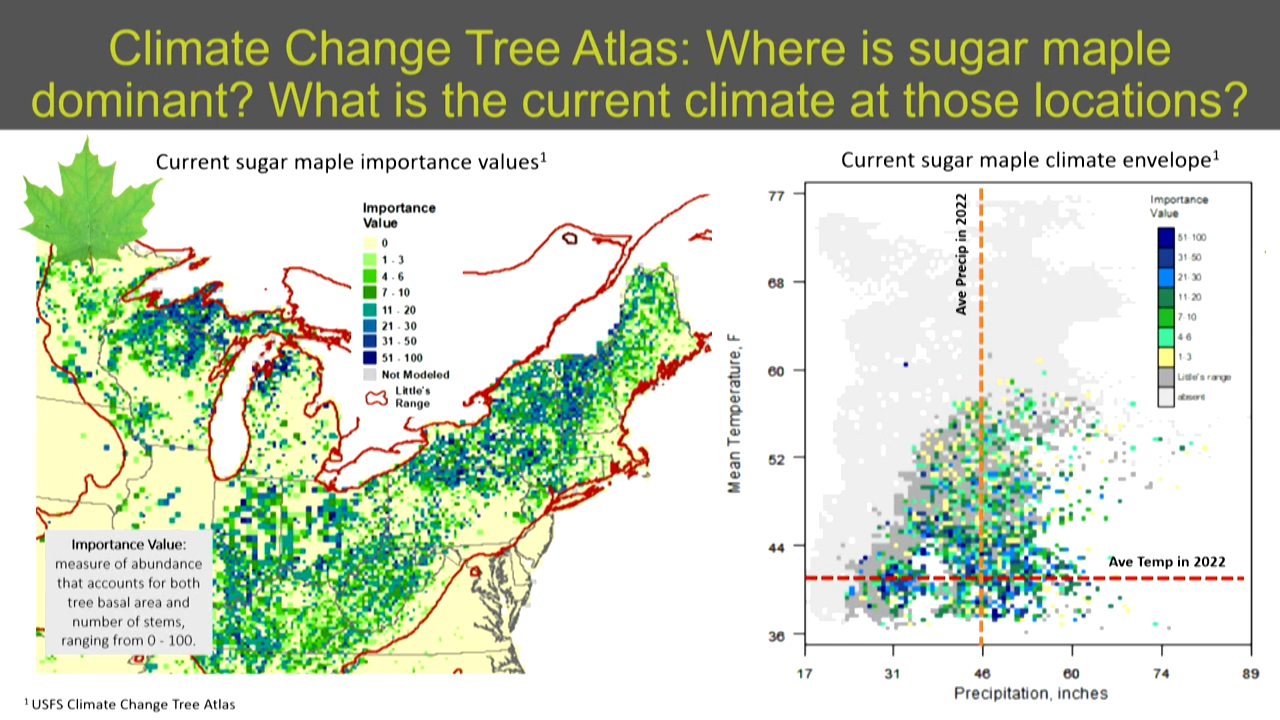 Climate Change Tree Atlas: Where is sugar maple
dominant? What is the current climate at those locations?
Current sugar maple importance values¹
Importance
Value
0
1 - 3
4 - 6
7 - 10
11 - 20
21 - 30
31 - 50
51 - 100
Not Modeled
Little's
Range
Importance Value:
measure of abundance
that accounts for both
tree basal area and
number of stems,
ranging from 0 - 100.
¹ USFS Climate Change Tree Atlas
Current sugar maple climate envelope¹
Mean Temperature, F
77
68
60
52
44
36
Ave Precip in 2022
Importance
Value
51-100
31-50
21-30
11-20
7-10
4-6
1-3
Little's range
absent
Ave Temp in 2022
17
31
46
60
74
89
Precipitation, inches